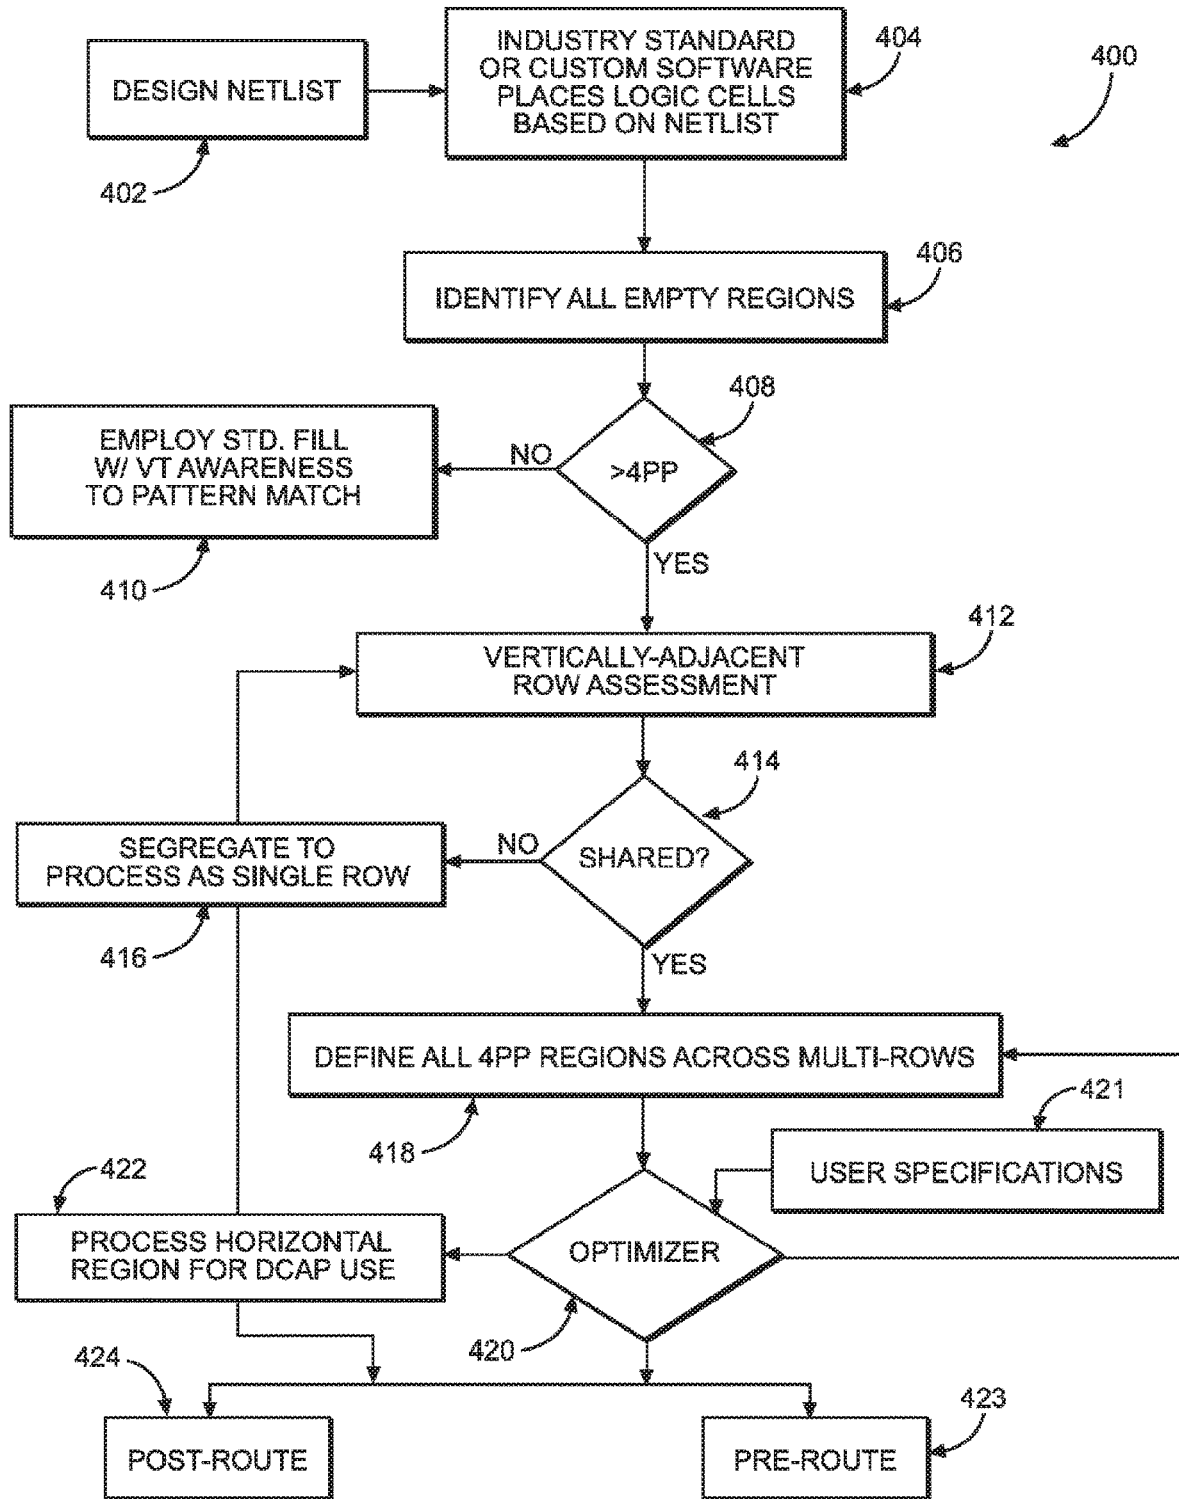 INDUSTRY STANDARD
OR CUSTOM SOFTWARE
PLACES LOGIC CELLS
BASED ON NETLIST
404
400
DESIGN NETLIST
402
406
IDENTIFY ALL EMPTY REGIONS
408
EMPLOY STD. FILL
W/ VT AWARENESS
TO PATTERN MATCH
NO
>4PP
410
YES
412
VERTICALLY-ADJACENT
ROW ASSESSMENT
414
SEGREGATE TO
PROCESS AS SINGLE ROW
NO
SHARED?
416
YES
DEFINE ALL 4PP REGIONS ACROSS MULTI-ROWS
421
418
422
USER SPECIFICATIONS
PROCESS HORIZONTAL
REGION FOR DCAP USE
OPTIMIZER
420
424
423
POST-ROUTE
PRE-ROUTE